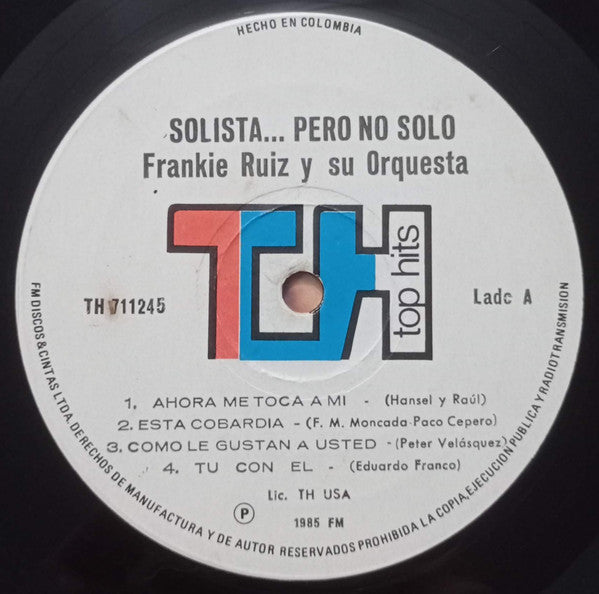 HECHO EN COLOMBIA
SOLISTA... PERO NO SOLO
Frankie Ruiz y su Orquesta
TH
top hits
TH 711245
Lado A
1. AHORA ME TOCA A MI - (Hansel y Raúl)
2. ESTA COBARDIA - (F. M. Moncada-Paco Cepero)
3. COMO LE GUSTAN A USTED - (Peter Velásquez)
4. TU CON EL - (Eduardo Franco)
Lic. TH USA
Ⓟ 1985 FM
FM DISCOS & CINTAS LTDA. DERECHOS DE MANUFACTURA Y DE AUTOR RESERVADOS PROHIBIDA LA COPIA, EJECUCION PUBLICA Y RADIOTRANSMISION